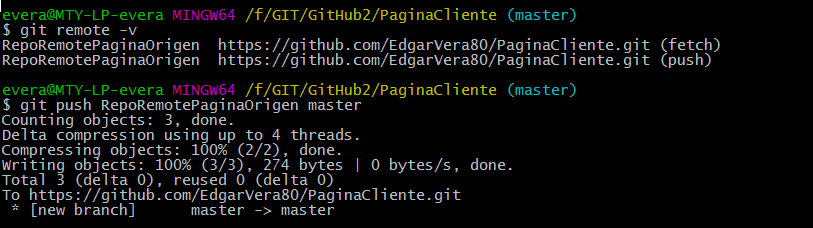 evera@MTY-LP-evera MINGW64 /f/GIT/GitHub2/PaginaCliente (master)
$ git remote -v
RepoRemotePaginaOrigen  https://github.com/EdgarVera80/PaginaCliente.git (fetch)
RepoRemotePaginaOrigen  https://github.com/EdgarVera80/PaginaCliente.git (push)
evera@MTY-LP-evera MINGW64 /f/GIT/GitHub2/PaginaCliente (master)
$ git push RepoRemotePaginaOrigen master
Counting objects: 3, done.
Delta compression using up to 4 threads.
Compressing objects: 100% (2/2), done.
Writing objects: 100% (3/3), 274 bytes | 0 bytes/s, done.
Total 3 (delta 0), reused 0 (delta 0)
To https://github.com/EdgarVera80/PaginaCliente.git
 * [new branch]      master -> master